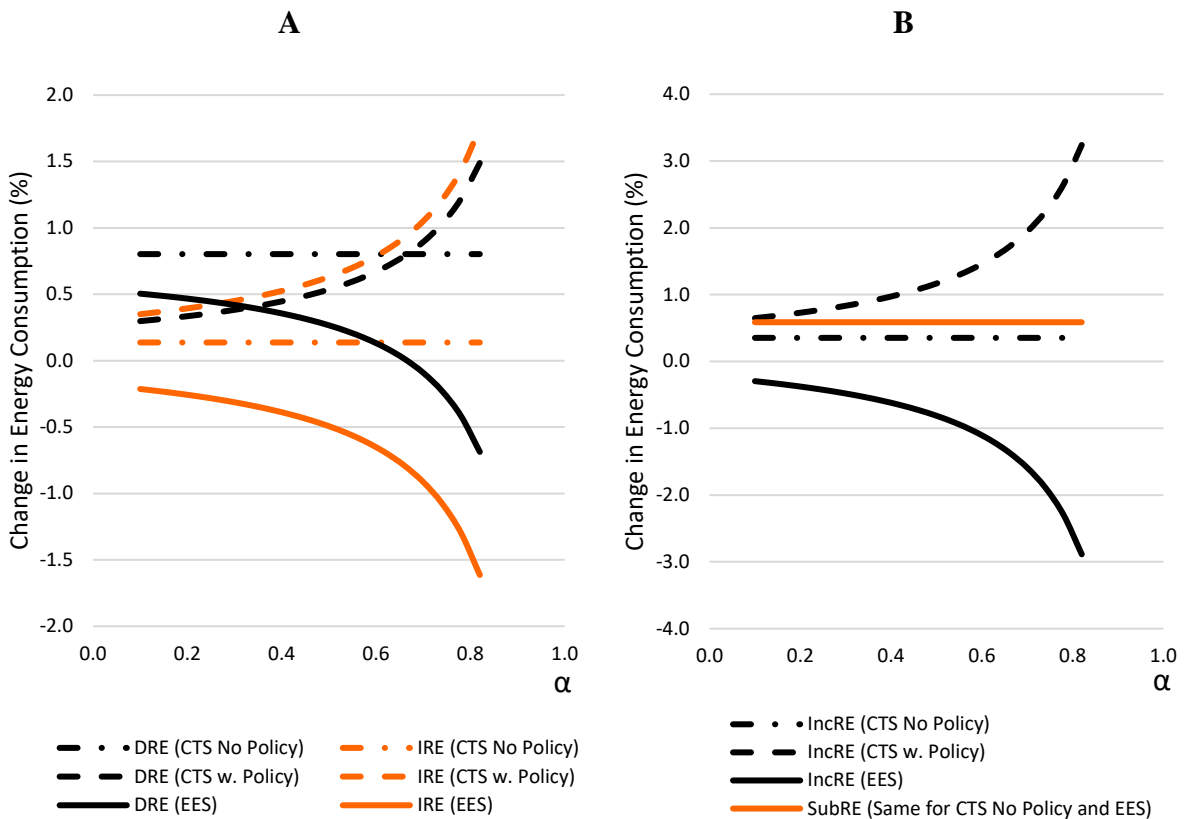 A
Change in Energy Consumption (%)
2.0
1.5
1.0
0.5
0.0
-0.5
-1.0
-1.5
-2.0
0.0 0.2 0.4 0.6 0.8 1.0
α
DRE (CTS No Policy) IRE (CTS No Policy)
DRE (CTS w. Policy) IRE (CTS w. Policy)
DRE (EES) IRE (EES)
B
Change in Energy Consumption (%)
4.0
3.0
2.0
1.0
0.0
-1.0
-2.0
-3.0
-4.0
0.0 0.2 0.4 0.6 0.8 1.0
α
IncRE (CTS No Policy)
IncRE (CTS w. Policy)
IncRE (EES)
SubRE (Same for CTS No Policy and EES)